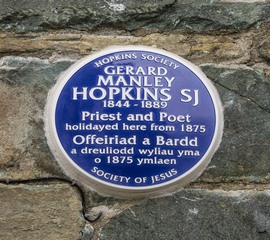 HOPKINS SOCIETY
GERARD
MANLEY
HOPKINS SJ
1844 - 1889
Priest and Poet
holidayed here from 1875
Offeiriad a Bardd
a dreuliodd wyliau yma
o 1875 ymlaen
SOCIETY OF JESUS